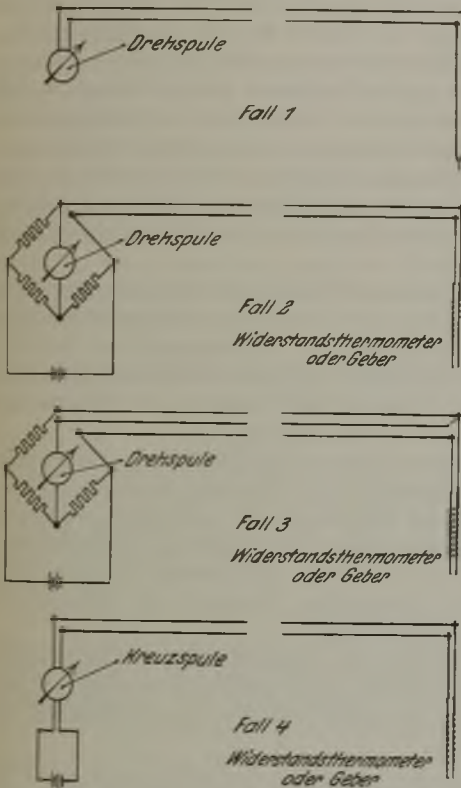 Drehspule
Fall 1
Drehspule
Fall 2
Widerstandsthermometer
oder Geber
Drehspule
Fall 3
Widerstandsthermometer
oder Geber
Kreuzspule
Fall 4
Widerstandsthermometer
oder Geber